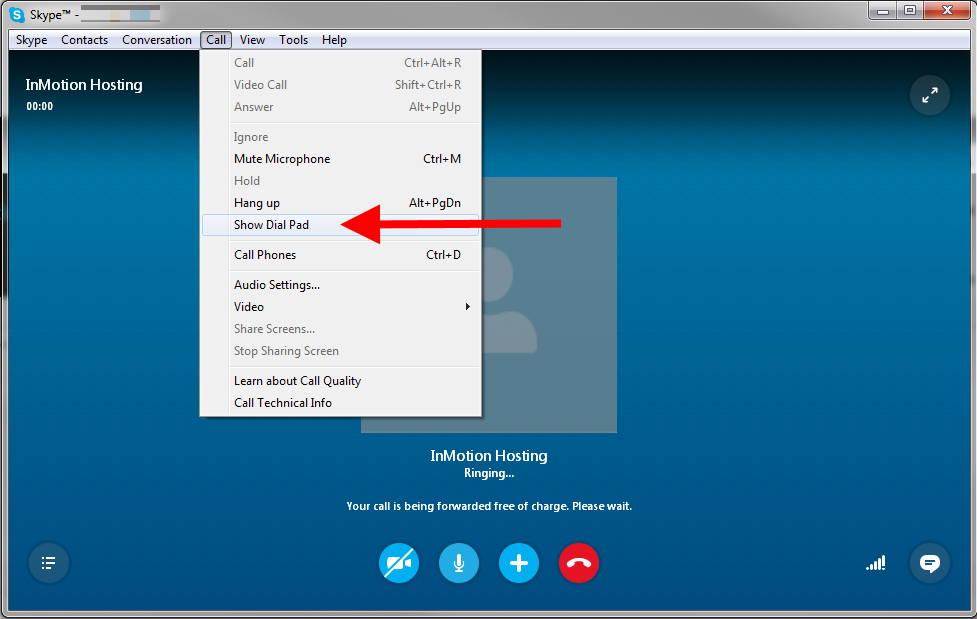 Skype™ -
Skype Contacts Conversation Call View Tools Help
InMotion Hosting
00:00
Call Ctrl+Alt+R
Video Call Shift+Ctrl+R
Answer Alt+PgUp
Ignore
Mute Microphone Ctrl+M
Hold
Hang up Alt+PgDn
Show Dial Pad
Call Phones Ctrl+D
Audio Settings...
Video
Share Screens...
Stop Sharing Screen
Learn about Call Quality
Call Technical Info
InMotion Hosting
Ringing...
Your call is being forwarded free of charge. Please wait.